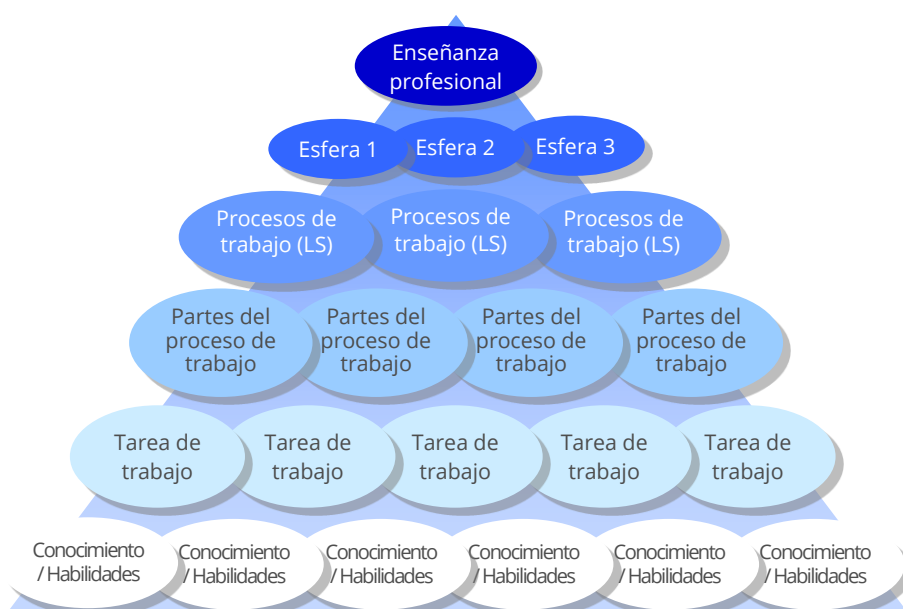 Enseñanza
profesional
Esfera 1
Esfera 2
Esfera 3
Procesos de
trabajo (LS)
Procesos de
trabajo (LS)
Procesos de
trabajo (LS)
Partes del
proceso de
trabajo
Partes del
proceso de
trabajo
Partes del
proceso de
trabajo
Partes del
proceso de
trabajo
Tarea de
trabajo
Tarea de
trabajo
Tarea de
trabajo
Tarea de
trabajo
Tarea de
trabajo
Conocimiento
/ Habilidades
Conocimiento
/ Habilidades
Conocimiento
/ Habilidades
Conocimiento
/ Habilidades
Conocimiento
/ Habilidades
Conocimiento
/ Habilidades